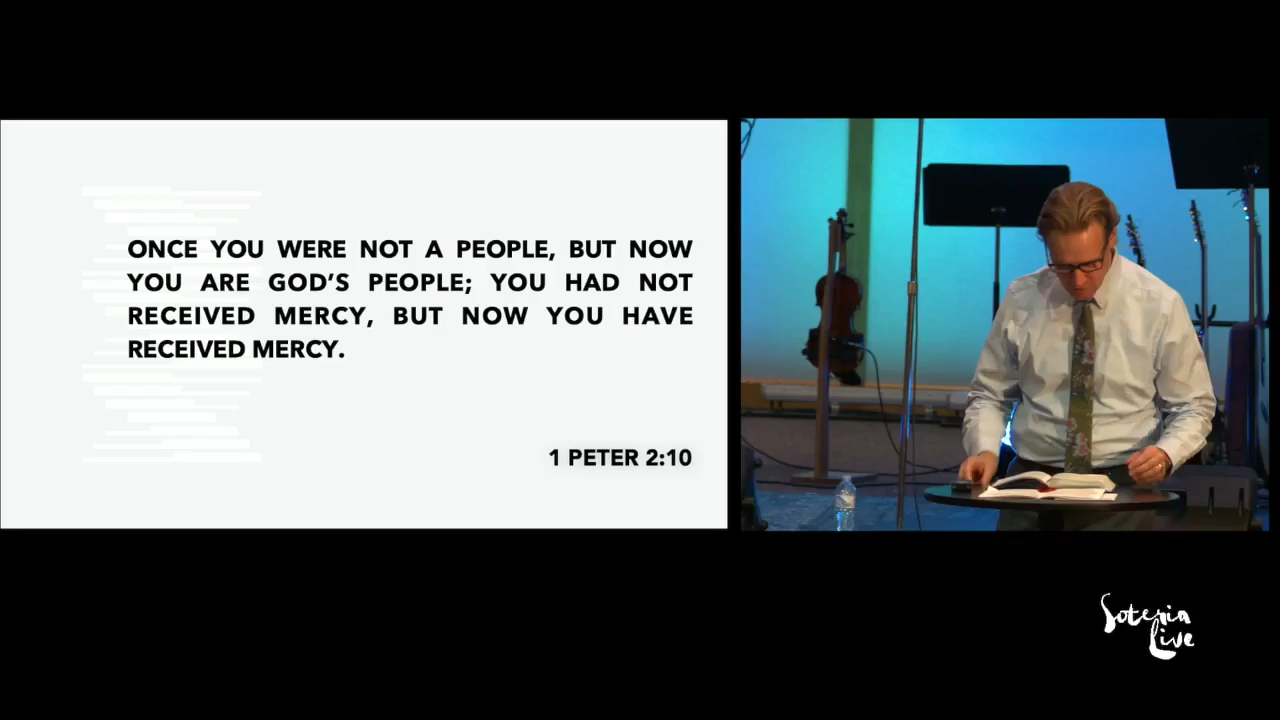 ONCE YOU WERE NOT A PEOPLE, BUT NOW
YOU ARE GOD'S PEOPLE; YOU HAD NOT
RECEIVED MERCY, BUT NOW YOU HAVE
RECEIVED MERCY.
1 PETER 2:10
Soteria
Live